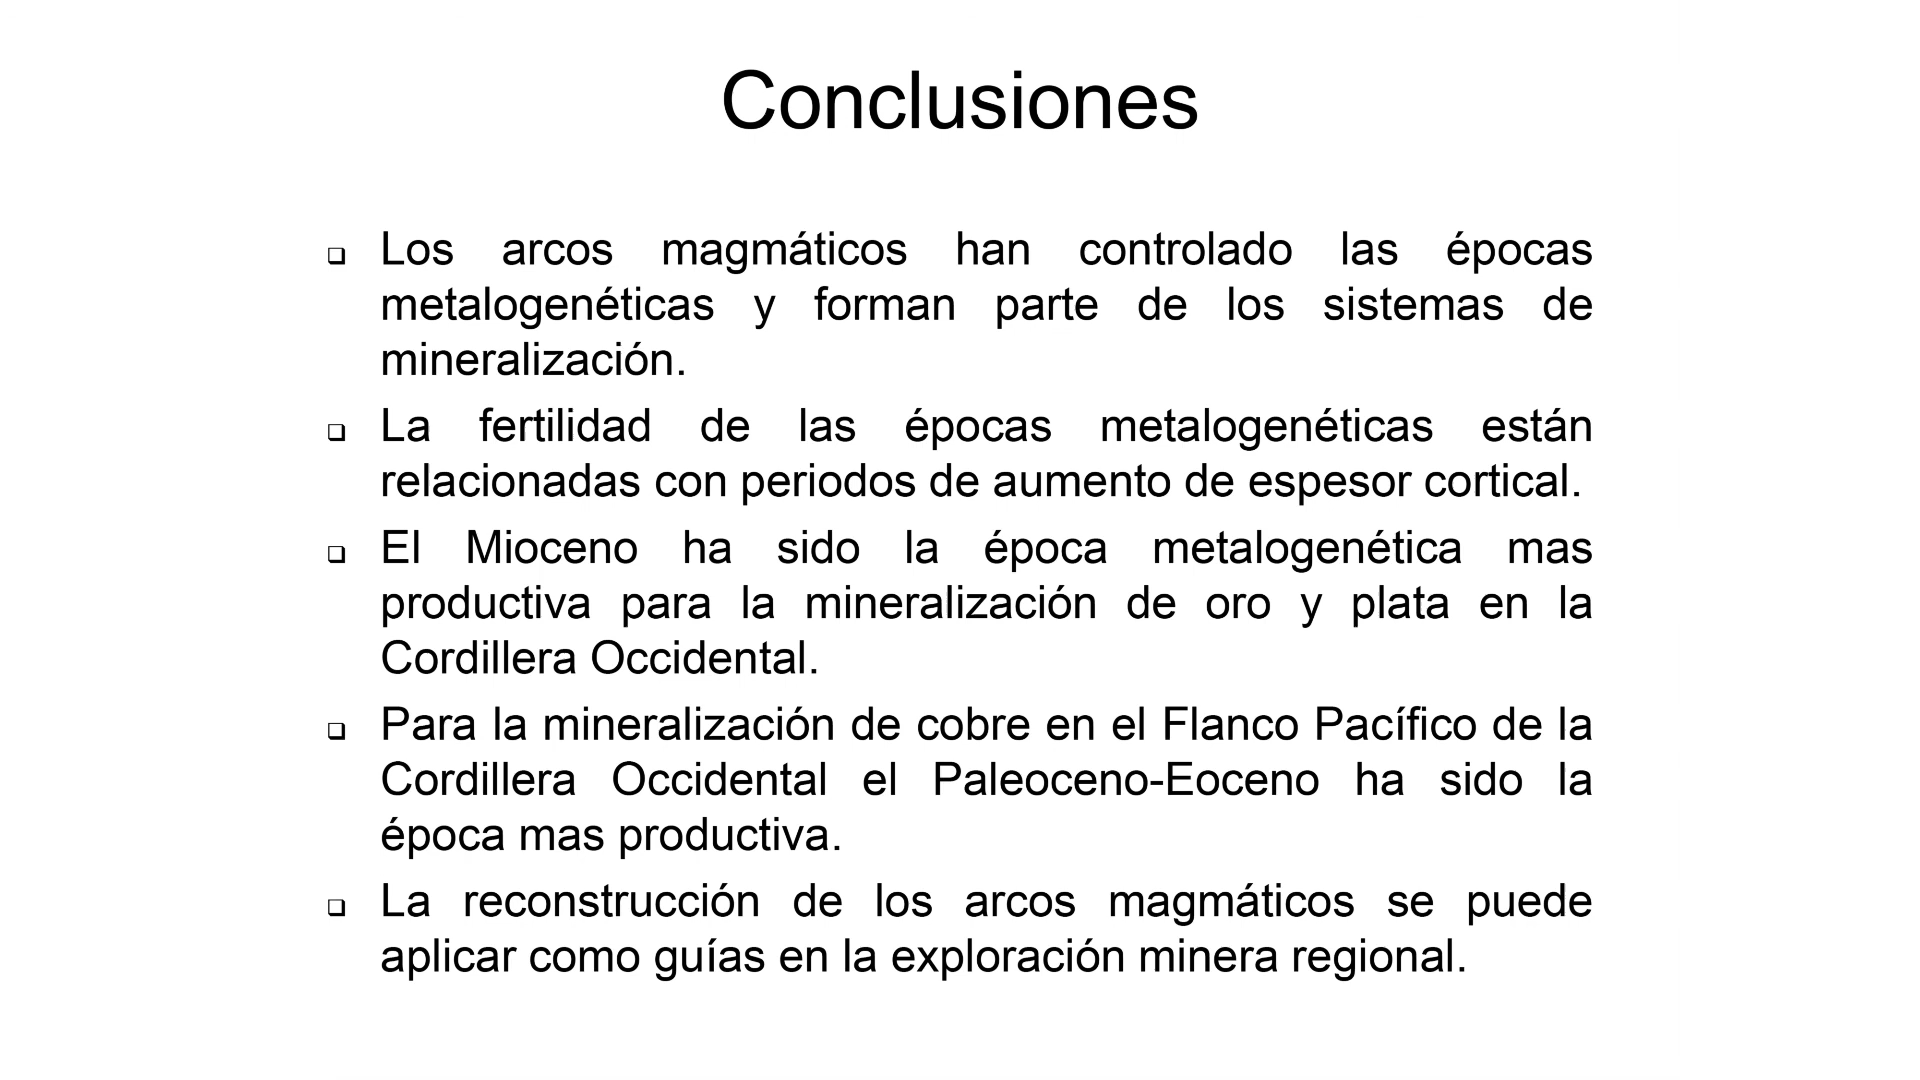 Conclusiones
❑ Los arcos magmáticos han controlado las épocas
metalogenéticas y forman parte de los sistemas de
mineralización.
❑ La fertilidad de las épocas metalogenéticas están
relacionadas con periodos de aumento de espesor cortical.
❑ El Mioceno ha sido la época metalogenética mas
productiva para la mineralización de oro y plata en la
Cordillera Occidental.
❑ Para la mineralización de cobre en el Flanco Pacífico de la
Cordillera Occidental el Paleoceno-Eoceno ha sido la
época mas productiva.
❑ La reconstrucción de los arcos magmáticos se puede
aplicar como guías en la exploración minera regional.